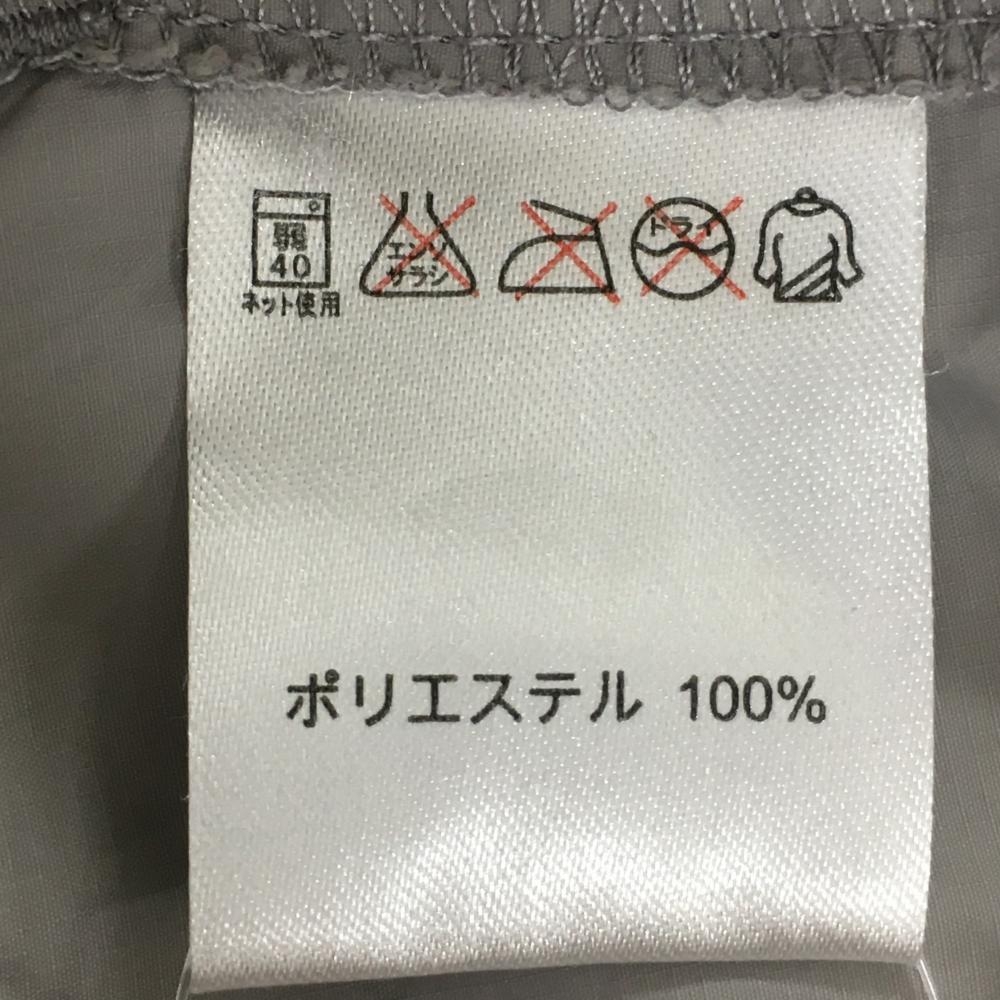 弱
40
ネット使用
エンソ
サラシ
ドライ
ポリエステル 100%